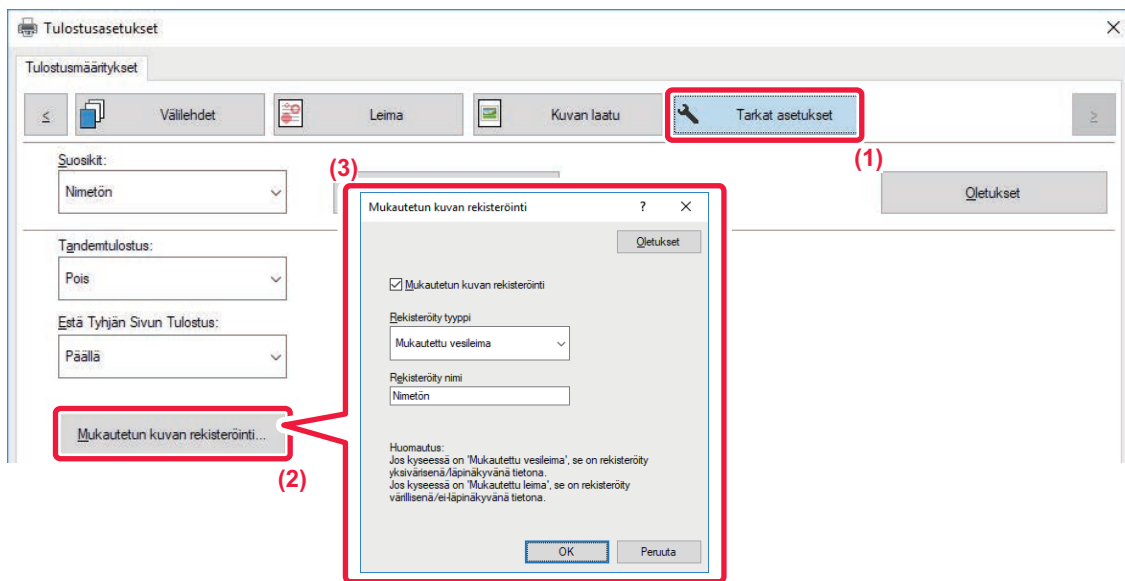 Tulostusasetukset
Tulostusmääritykset
<
Välilehdet
Leima
Kuvan laatu
Tarkat asetukset
>
(1)
Suosikit:
Nimetön
Oletukset
(3)
Mukautetun kuvan rekisteröinti
?
Oletukset
Mukautetun kuvan rekisteröinti
Rekisteröity tyyppi
Mukautettu vesileima
Rekisteröity nimi
Nimetön
Huomautus:
Jos kyseessä on 'Mukautettu vesileima', se on rekisteröity
yksivärisenä/läpinäkyvänä tietona.
Jos kyseessä on 'Mukautettu leima', se on rekisteröity
värillisenä/ei-läpinäkyvänä tietona.
OK
Peruuta
Tandemtulostus:
Pois
Estä Tyhjän Sivun Tulostus:
Päällä
Mukautetun kuvan rekisteröinti...
(2)